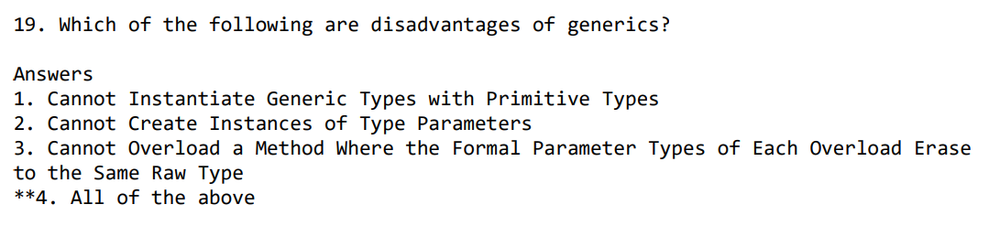 19. Which of the following are disadvantages of generics?
Answers
1. Cannot Instantiate Generic Types with Primitive Types
2. Cannot Create Instances of Type Parameters
3. Cannot Overload a Method Where the Formal Parameter Types of Each Overload Erase
to the Same Raw Type
**4. All of the above